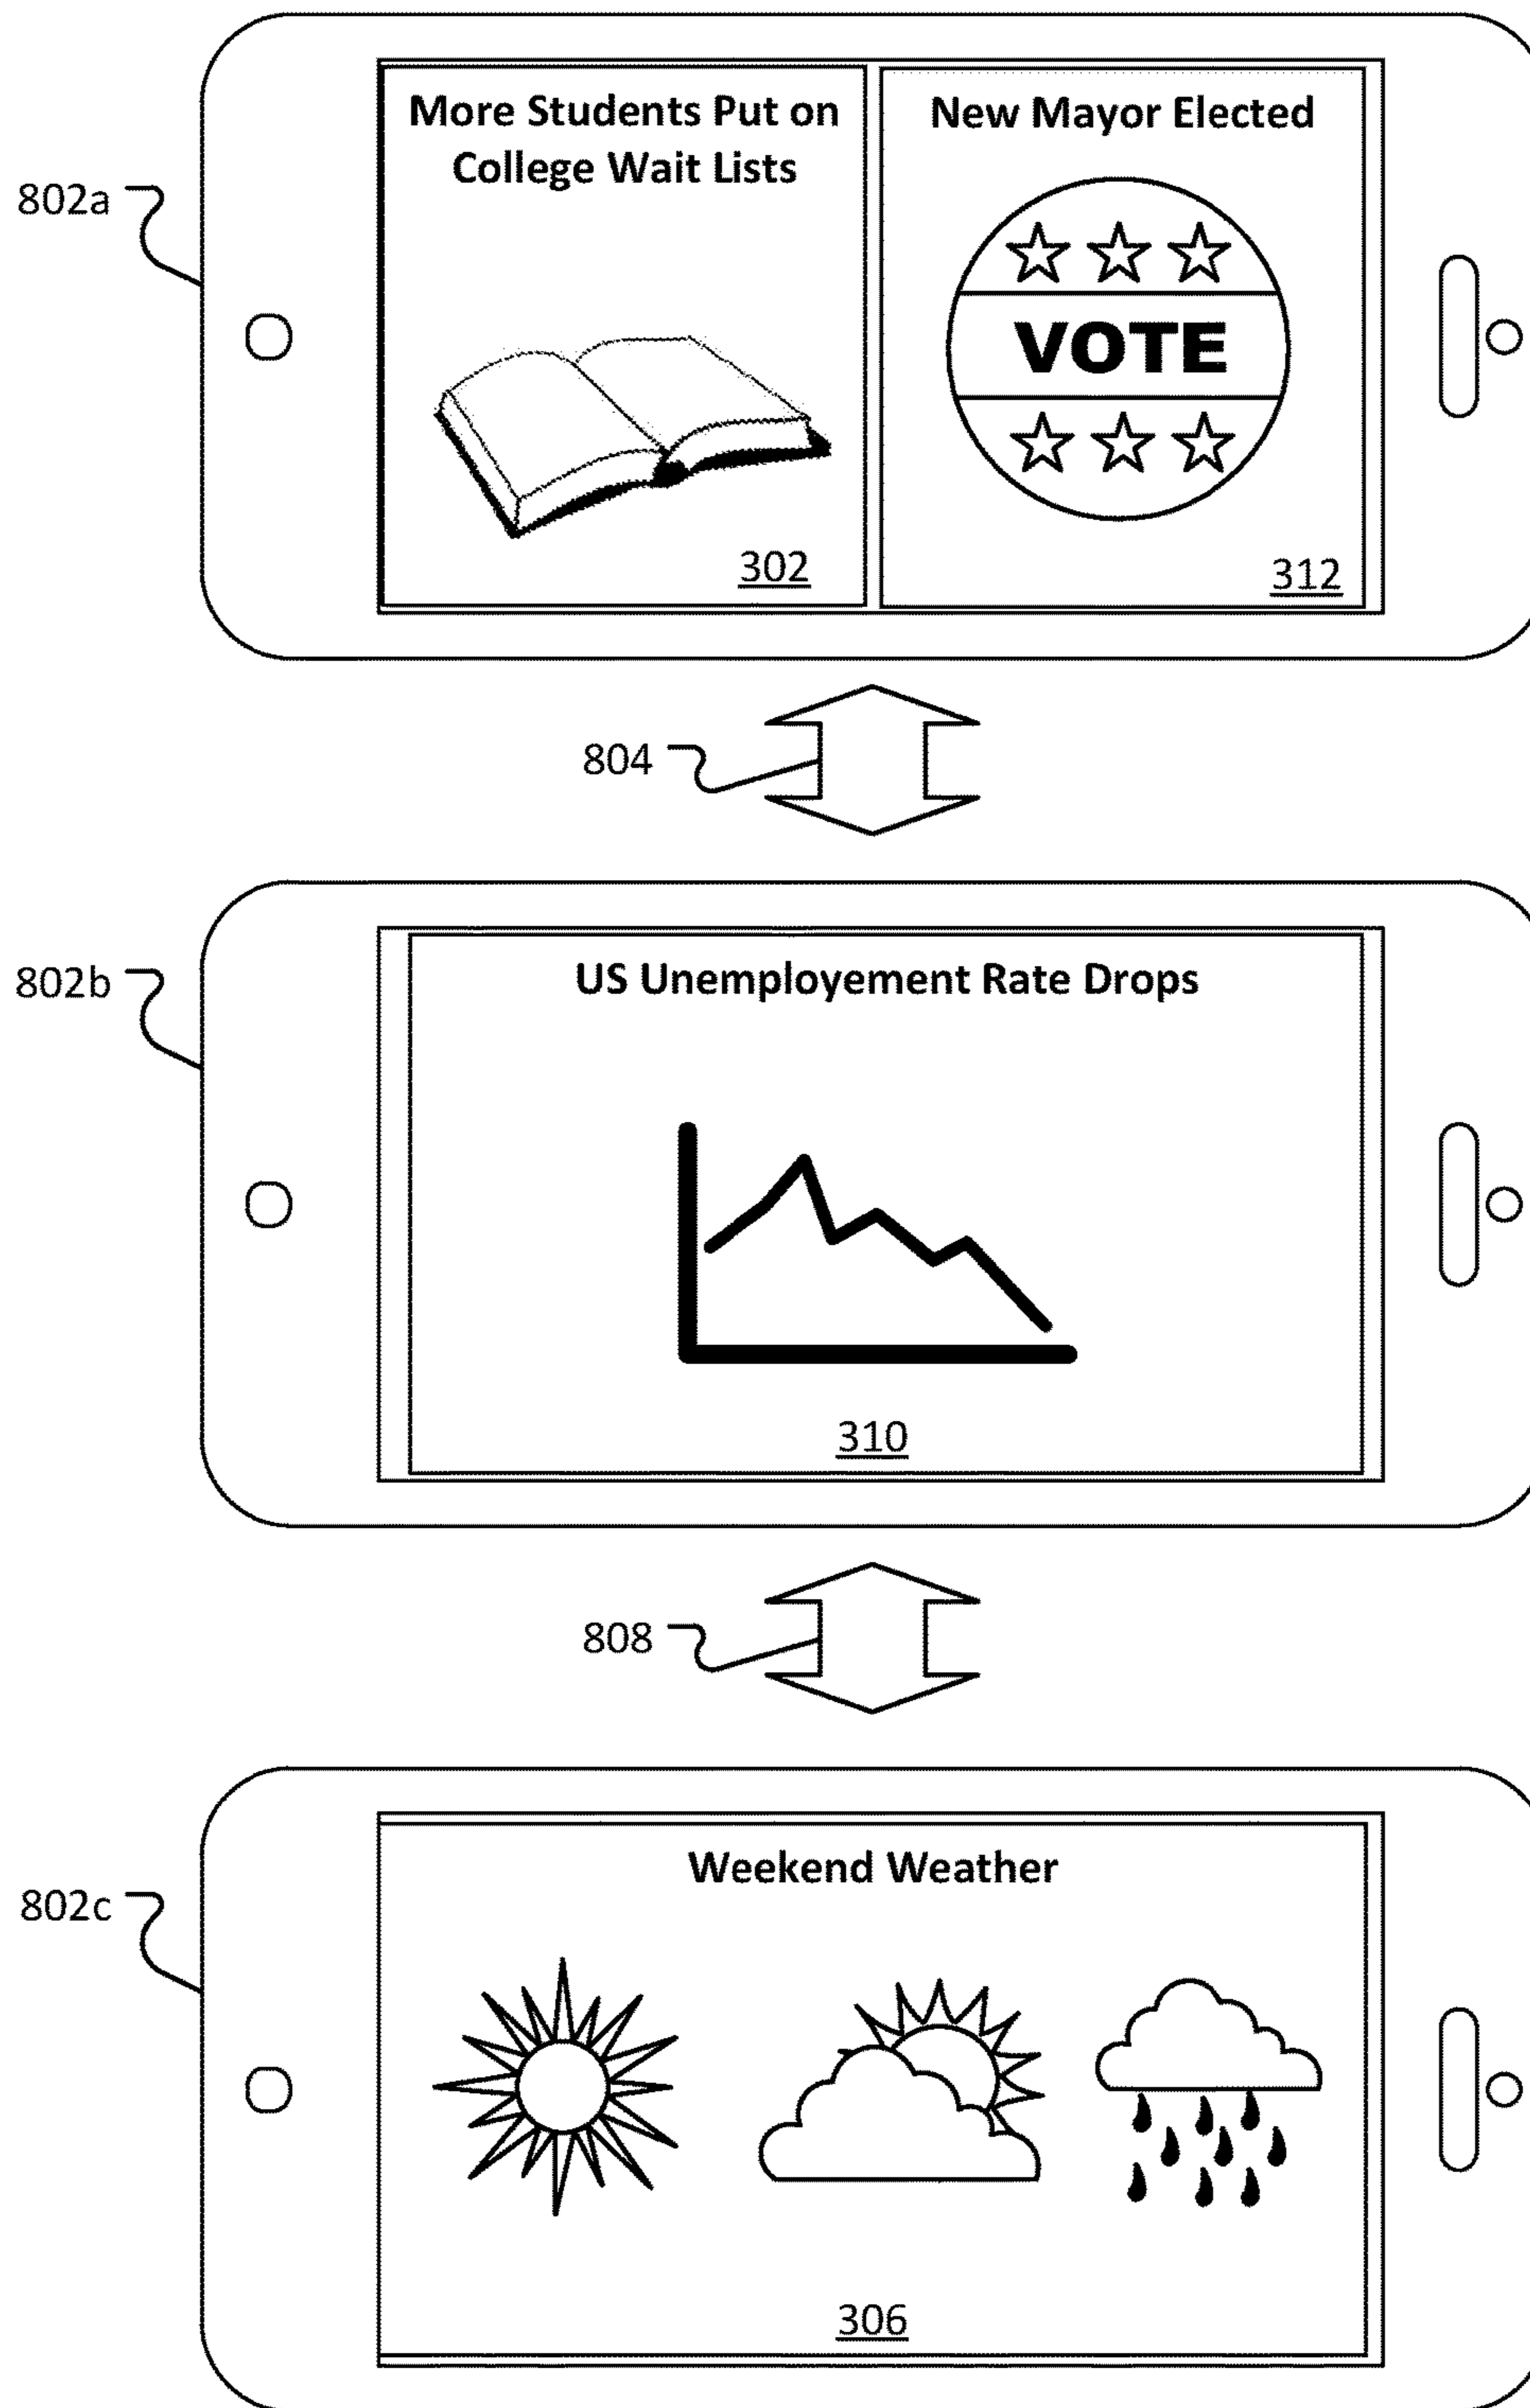 More Students Put on
College Wait Lists
New Mayor Elected
802a
VOTE
302
312
804
802b
US Unemployement Rate Drops
310
808
802c
Weekend Weather
306